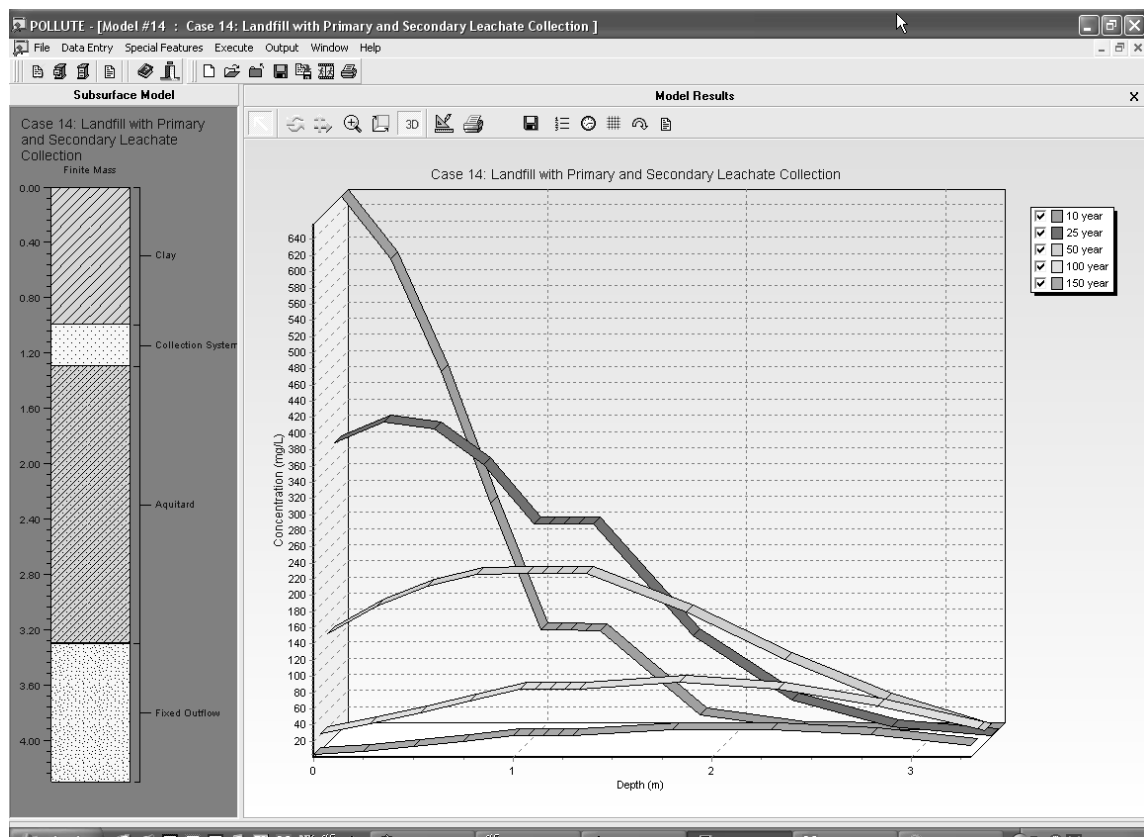 POLLUTE - [Model #14 : Case 14: Landfill with Primary and Secondary Leachate Collection ]
File Data Entry Special Features Execute Output Window Help
Subsurface Model
Model Results
X
3D
Case 14: Landfill with Primary
and Secondary Leachate
Collection
Finite Mass
0.00
0.40
0.80
1.20
1.60
2.00
2.40
2.80
3.20
3.60
4.00
Clay
Collection System
Aquitard
Fixed Outflow
Case 14: Landfill with Primary and Secondary Leachate Collection
Concentration (mg/L)
640
620
600
580
560
540
520
500
480
460
440
420
400
380
360
340
320
300
280
260
240
220
200
180
160
140
120
100
80
60
40
20
0
1
2
3
Depth (m)
10 year
25 year
50 year
100 year
150 year